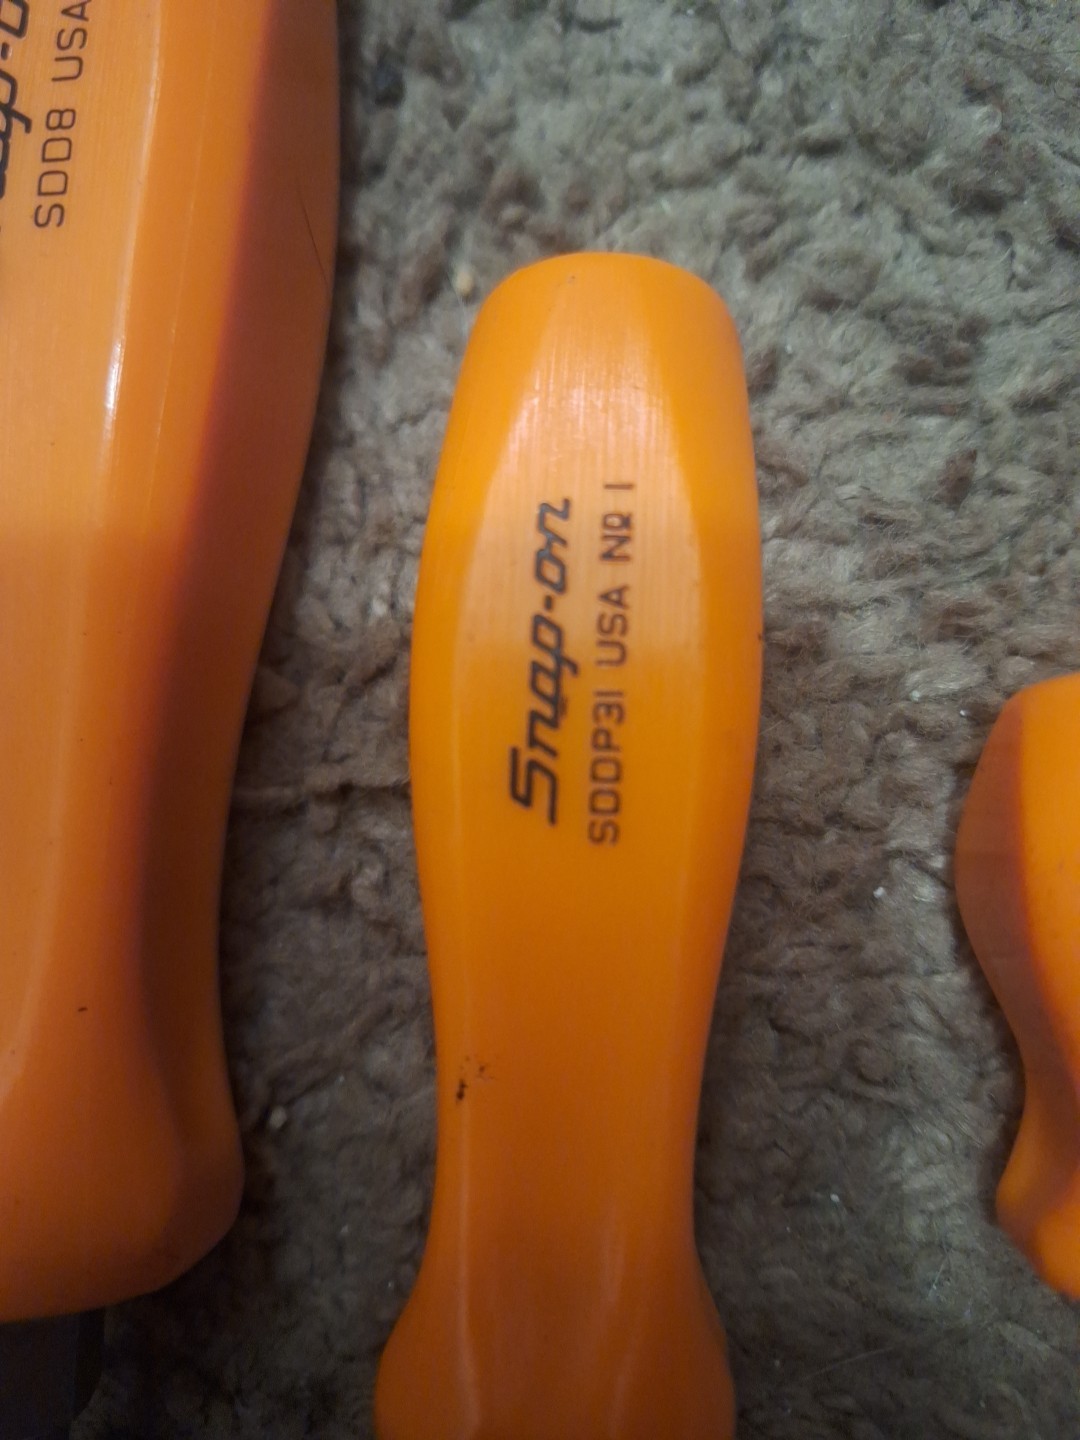 SDD8 USA
Snap-on
SDDP31 USA № 1